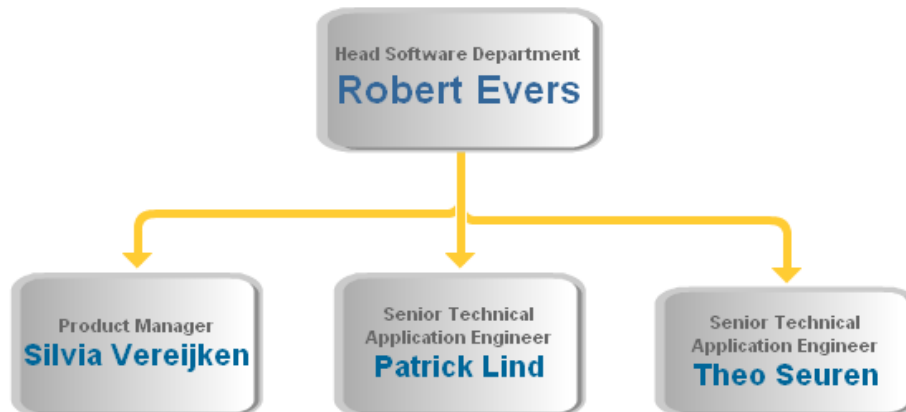 Head Software Department
Robert Evers
Product Manager
Silvia Vereijken
Senior Technical
Application Engineer
Patrick Lind
Senior Technical
Application Engineer
Theo Seuren